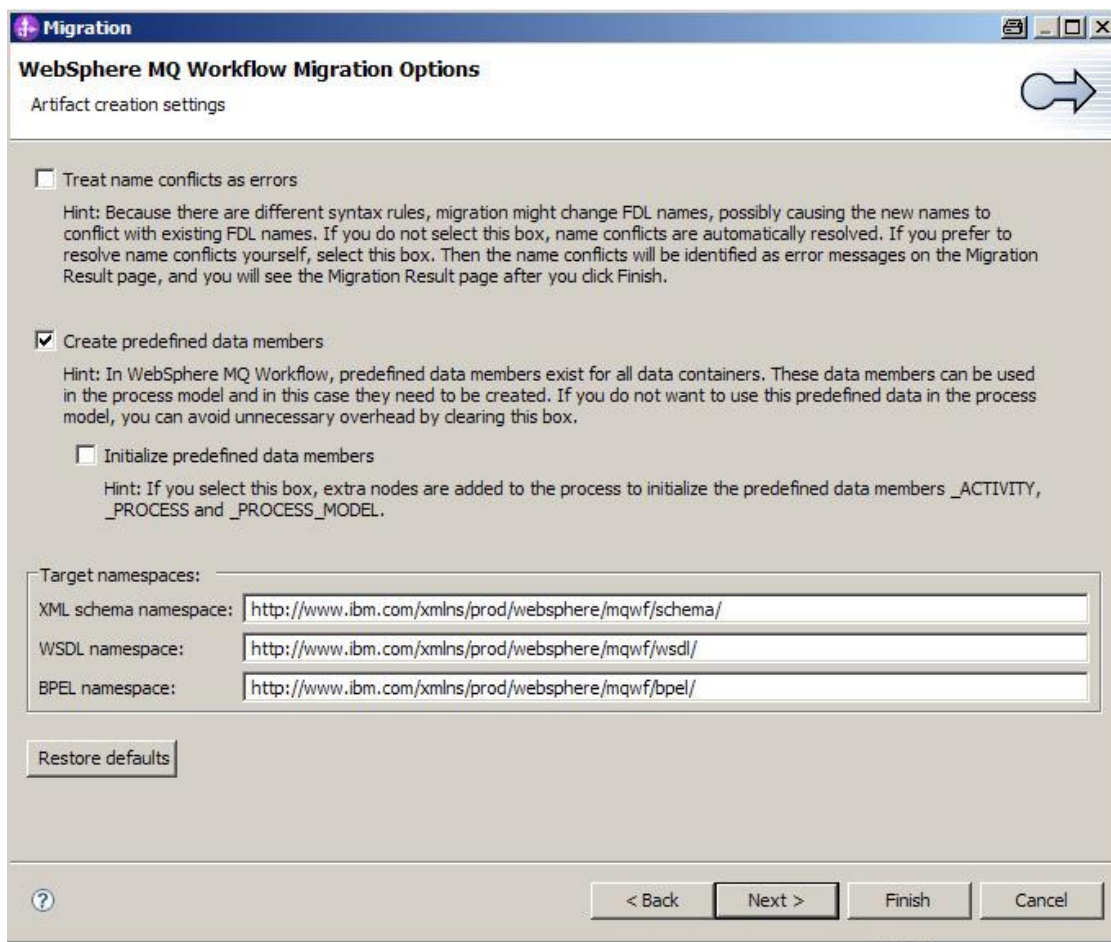 Migration
WebSphere MQ Workflow Migration Options
Artifact creation settings
Treat name conflicts as errors
Hint: Because there are different syntax rules, migration might change FDL names, possibly causing the new names to
conflict with existing FDL names. If you do not select this box, name conflicts are automatically resolved. If you prefer to
resolve name conflicts yourself, select this box. Then the name conflicts will be identified as error messages on the Migration
Result page, and you will see the Migration Result page after you click Finish.
Create predefined data members
Hint: In WebSphere MQ Workflow, predefined data members exist for all data containers. These data members can be used
in the process model and in this case they need to be created. If you do not want to use this predefined data in the process
model, you can avoid unnecessary overhead by clearing this box.
Initialize predefined data members
Hint: If you select this box, extra nodes are added to the process to initialize the predefined data members _ACTIVITY,
_PROCESS and _PROCESS_MODEL.
Target namespaces:
XML schema namespace: http://www.ibm.com/xmlns/prod/websphere/mqwf/schema/
WSDL namespace: http://www.ibm.com/xmlns/prod/websphere/mqwf/wsdl/
BPEL namespace: http://www.ibm.com/xmlns/prod/websphere/mqwf/bpel/
Restore defaults
? < Back Next > Finish Cancel